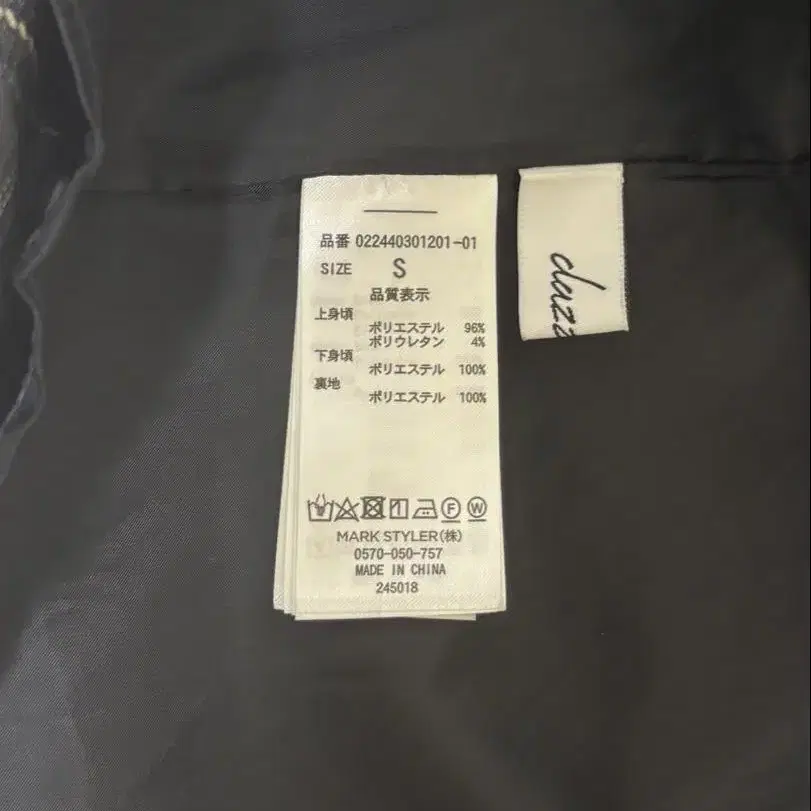 品番 022440301201-01
SIZE S
品質表示
上身頃
ポリエステル 96%
ポリウレタン 4%
下身頃
ポリエステル 100%
裏地
ポリエステル 100%
F W
MARK STYLER(株)
0570-050-757
MADE IN CHINA
245018
dazz